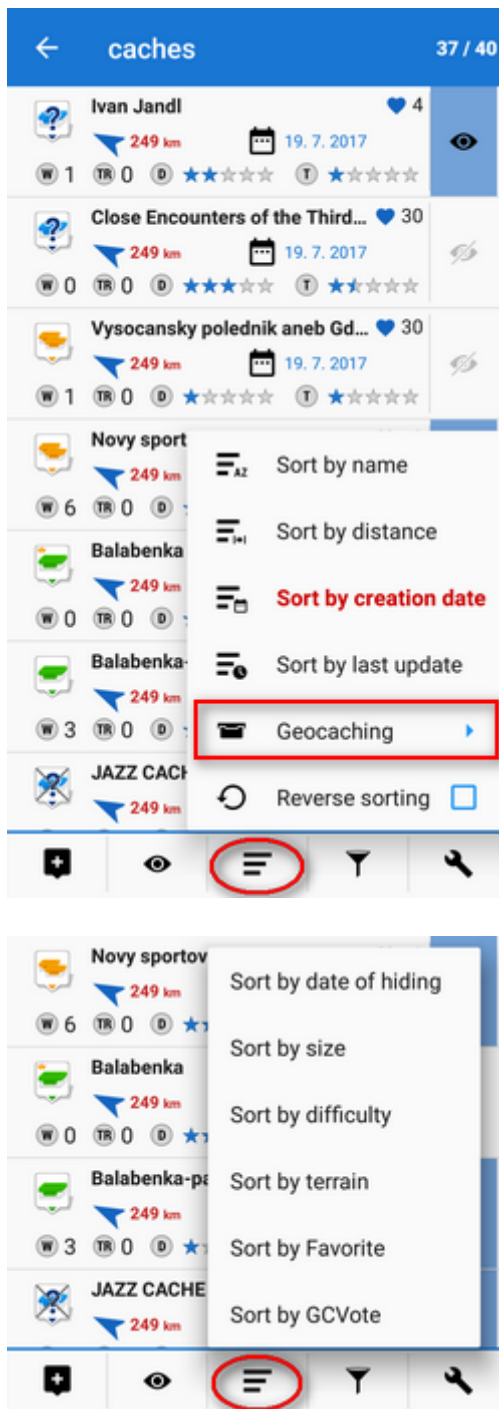 caches 37 / 40
Ivan Jandl 4
249 km 19. 7. 2017
W 1 TR 0 D T
Close Encounters of the Third... 30
249 km 19. 7. 2017
W 0 TR 0 D T
Vysocansky polednik aneb Gd... 30
249 km 19. 7. 2017
W 1 TR 0 D T
Novy sport
249 km
W 6 TR 0 D
Balabenka
249 km
W 0 TR 0 D
Balabenka-
249 km
W 3 TR 0 D
JAZZ CACH
249 km
AZ Sort by name
Sort by distance
Sort by creation date
Sort by last update
Geocaching
Reverse sorting
Novy sportov
249 km
W 6 TR 0 D
Balabenka
249 km
W 0 TR 0 D
Balabenka-pa
249 km
W 3 TR 0 D
JAZZ CACHE
249 km
Sort by date of hiding
Sort by size
Sort by difficulty
Sort by terrain
Sort by Favorite
Sort by GCVote